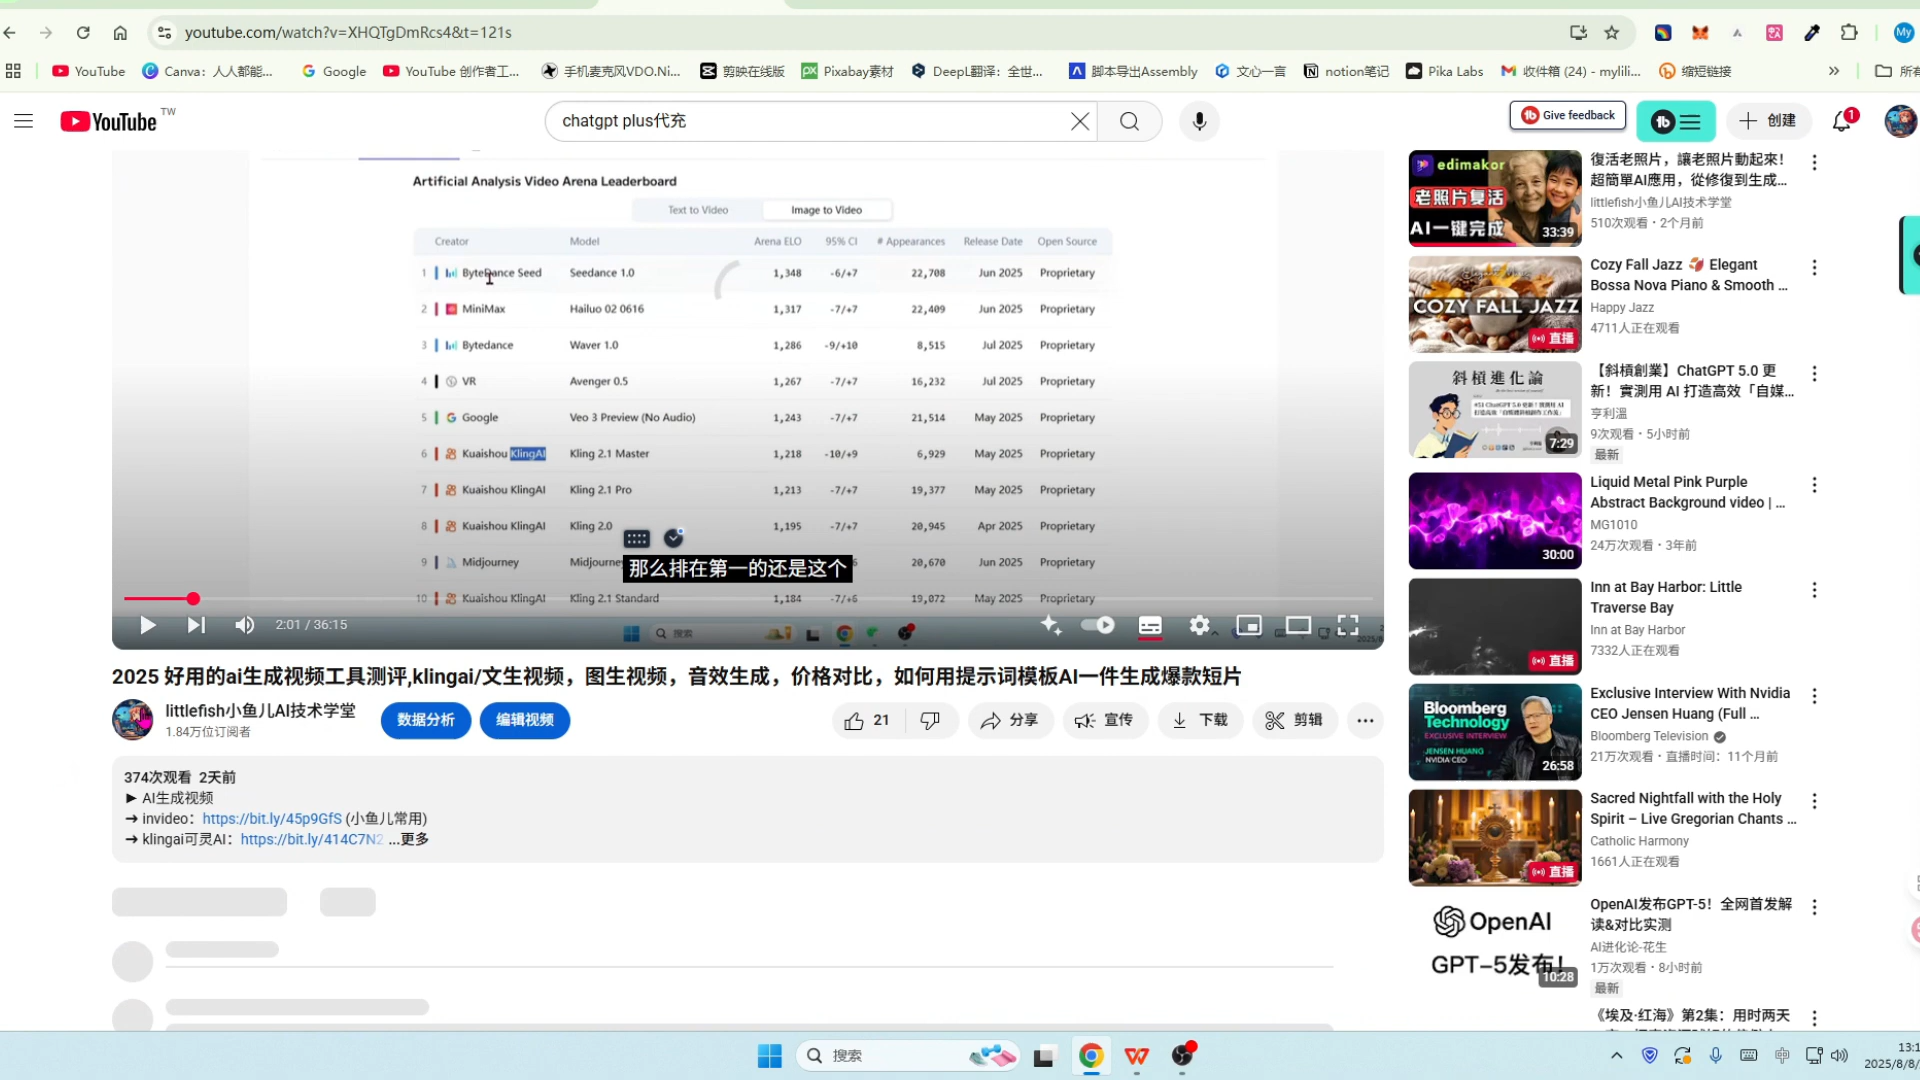 youtube.com/watch?v=XHQTgDmRcs4&t=121s
My
YouTube
Canva：人人都能...
Google
YouTube 创作者工...
手机麦克风VDO.Ni...
剪映在线版
Pixabay素材
DeepL翻译：全世...
脚本导出Assembly
文心一言
notion笔记
Pika Labs
收件箱 (24) - mylili...
缩短链接
»
所有
YouTube TW
chatgpt plus代充
Give feedback
创建
1
Artificial Analysis Video Arena Leaderboard
Text to Video
Image to Video
Creator Model Arena ELO 95% CI # Appearances Release Date Open Source
1 ByteDance Seed Seedance 1.0 1,348 -6/+7 22,708 Jun 2025 Proprietary
2 MiniMax Hailuo 02 0616 1,317 -7/+7 22,409 Jun 2025 Proprietary
3 Bytedance Waver 1.0 1,286 -9/+10 8,515 Jul 2025 Proprietary
4 VR Avenger 0.5 1,267 -7/+7 16,232 Jul 2025 Proprietary
5 Google Veo 3 Preview (No Audio) 1,243 -7/+7 21,514 May 2025 Proprietary
6 Kuaishou KlingAI Kling 2.1 Master 1,218 -10/+9 6,929 May 2025 Proprietary
7 Kuaishou KlingAI Kling 2.1 Pro 1,213 -7/+7 19,377 May 2025 Proprietary
8 Kuaishou KlingAI Kling 2.0 1,195 -7/+7 20,945 Apr 2025 Proprietary
9 Midjourney 20,670 Jun 2025 Proprietary
那么排在第一的还是这个
10 Kuaishou KlingAI Kling 2.1 Standard 1,184 -7/+6 19,072 May 2025 Proprietary
2:01 / 36:15
搜索
2025 好用的ai生成视频工具测评,klingai/文生视频，图生视频，音效生成，价格对比，如何用提示词模板AI一件生成爆款短片
littlefish小鱼儿AI技术学堂
1.84万位订阅者
数据分析
编辑视频
21
分享
宣传
下载
剪辑
374次观看 2天前
► AI生成视频
➜ invideo：https://bit.ly/45p9GfS (小鱼儿常用)
➜ klingai可灵AI：https://bit.ly/414C7N2 ...更多
edimakor
老照片复活
AI一键完成
33:39
復活老照片，讓老照片動起來！
超簡單AI應用，從修復到生成...
littlefish小鱼儿AI技术学堂
510次观看・2个月前
COZY FALL JAZZ
直播
Cozy Fall Jazz 🍂 Elegant
Bossa Nova Piano & Smooth ...
Happy Jazz
4711人正在观看
斜槓進化論
7:29
【斜槓創業】ChatGPT 5.0 更
新！實測用 AI 打造高效「自媒...
亨利溫
9次观看・5小时前
最新
30:00
Liquid Metal Pink Purple
Abstract Background video | ...
MG1010
24万次观看・3年前
直播
Inn at Bay Harbor: Little
Traverse Bay
Inn at Bay Harbor
7332人正在观看
Bloomberg
Technology
EXCLUSIVE INTERVIEW
JENSEN HUANG
NVIDIA CEO
26:58
Exclusive Interview With Nvidia
CEO Jensen Huang (Full ...
Bloomberg Television
21万次观看・直播时间：11个月前
直播
Sacred Nightfall with the Holy
Spirit – Live Gregorian Chants ...
Catholic Harmony
1661人正在观看
OpenAI
GPT-5发布！
10:28
OpenAI发布GPT-5！全网首发解
读&对比实测
AI进化论-花生
1万次观看・8小时前
最新
《埃及·红海》第2集：用时两天
搜索
中
13:1
2025/8/8/